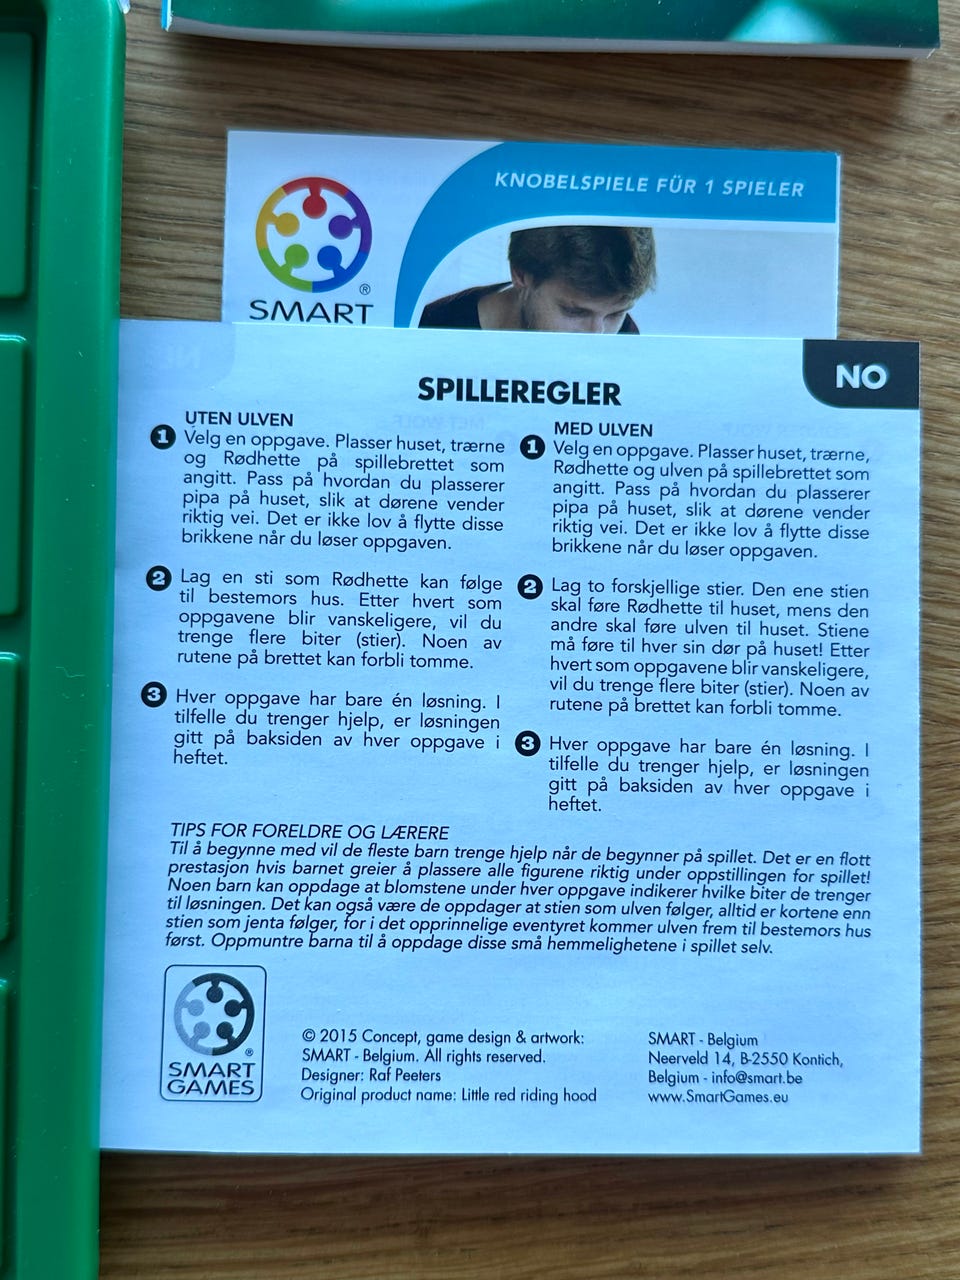 KNOBELSPIELE FÜR 1 SPIELER
®
SMART
NO
SPILLEREGLER
UTEN ULVEN
1 Velg en oppgave. Plasser huset, trærne
og Rødhette på spillebrettet som
angitt. Pass på hvordan du plasserer
pipa på huset, slik at dørene vender
riktig vei. Det er ikke lov å flytte disse
brikkene når du løser oppgaven.
2 Lag en sti som Rødhette kan følge
til bestemors hus. Etter hvert som
oppgavene blir vanskeligere, vil du
trenge flere biter (stier). Noen av
rutene på brettet kan forbli tomme.
3 Hver oppgave har bare én løsning. I
tilfelle du trenger hjelp, er løsningen
gitt på baksiden av hver oppgave i
heftet.
MED ULVEN
1 Velg en oppgave. Plasser huset, trærne,
Rødhette og ulven på spillebrettet som
angitt. Pass på hvordan du plasserer
pipa på huset, slik at dørene vender
riktig vei. Det er ikke lov å flytte disse
brikkene når du løser oppgaven.
2 Lag to forskjellige stier. Den ene stien
skal føre Rødhette til huset, mens den
andre skal føre ulven til huset. Stiene
må føre til hver sin dør på huset! Etter
hvert som oppgavene blir vanskeligere,
vil du trenge flere biter (stier). Noen av
rutene på brettet kan forbli tomme.
3 Hver oppgave har bare én løsning. I
tilfelle du trenger hjelp, er løsningen
gitt på baksiden av hver oppgave i
heftet.
TIPS FOR FORELDRE OG LÆRERE
Til å begynne med vil de fleste barn trenge hjelp når de begynner på spillet. Det er en flott
prestasjon hvis barnet greier å plassere alle figurene riktig under oppstillingen for spillet!
Noen barn kan oppdage at blomstene under hver oppgave indikerer hvilke biter de trenger
til løsningen. Det kan også være de oppdager at stien som ulven følger, alltid er kortene enn
stien som jenta følger, for i det opprinnelige eventyret kommer ulven frem til bestemors hus
først. Oppmuntre barna til å oppdage disse små hemmelighetene i spillet selv.
®
SMART
GAMES
© 2015 Concept, game design & artwork:
SMART - Belgium. All rights reserved.
Designer: Raf Peeters
Original product name: Little red riding hood
SMART - Belgium
Neerveld 14, B-2550 Kontich,
Belgium - info@smart.be
www.SmartGames.eu